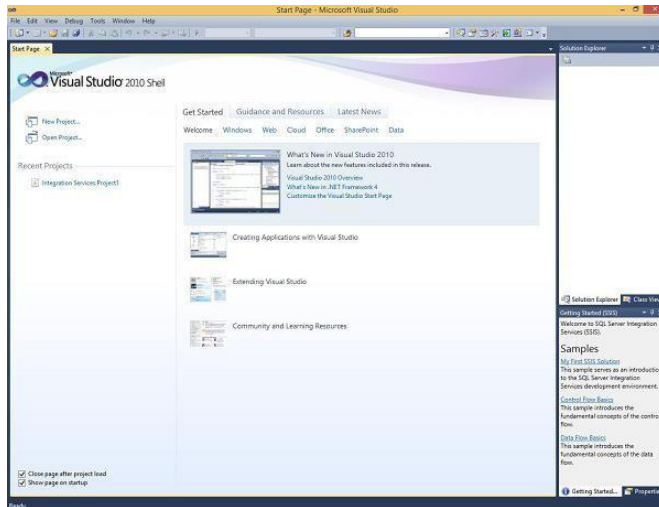 Start Page - Microsoft Visual Studio
File Edit View Debug Tools Window Help
Start Page
Microsoft
Visual Studio 2010 Shell
New Project...
Open Project...
Recent Projects
Integration Services Project1
Get Started Guidance and Resources Latest News
Welcome Windows Web Cloud Office SharePoint Data
What's New in Visual Studio 2010
Learn about the new features included in this release.
Visual Studio 2010 Overview
What's New in .NET Framework 4
Customize the Visual Studio Start Page
Creating Applications with Visual Studio
Extending Visual Studio
Community and Learning Resources
Close page after project load
Show page on startup
Ready
Solution Explorer
Solution Explorer Class View
Getting Started (SSIS)
Welcome to SQL Server Integration
Services (SSIS).
Samples
My First SSIS Solution
This sample serves as an introductio
to the SQL Server Integration
Services development environment.
Control Flow Basics
This sample introduces the
fundamental concepts of the contro
flow.
Data Flow Basics
This sample introduces the
fundamental concepts of the data
flow.
Getting Started... Propertie